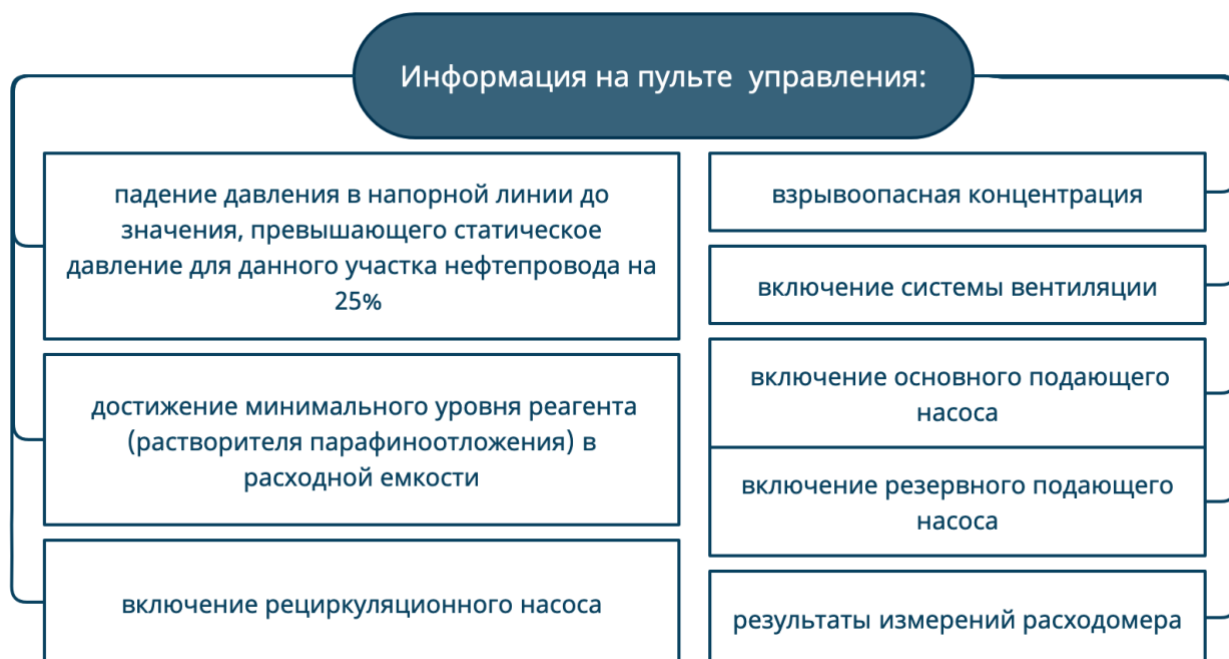 Информация на пульте управления:
падение давления в напорной линии до
значения, превышающего статическое
давление для данного участка нефтепровода на
25%
достижение минимального уровня реагента
(растворителя парафиноотложения) в
расходной емкости
включение рециркуляционного насоса
взрывоопасная концентрация
включение системы вентиляции
включение основного подающего
насоса
включение резервного подающего
насоса
результаты измерений расходомера